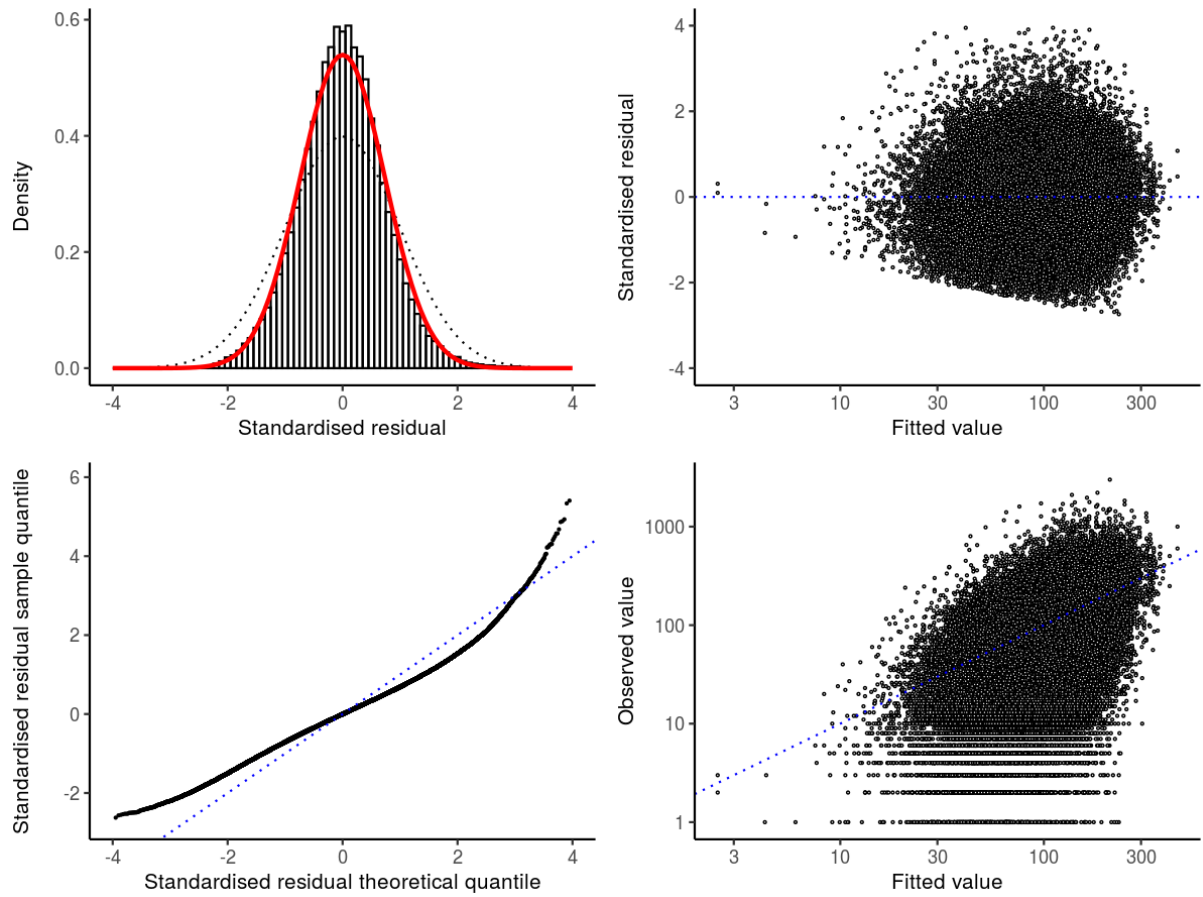 Density
0.6
0.4
0.2
0.0
-4 -2 0 2 4
Standardised residual
Standardised residual
4
2
0
-2
-4
3 10 30 100 300
Fitted value
Standardised residual sample quantile
6
4
2
0
-2
-4 -2 0 2 4
Standardised residual theoretical quantile
Observed value
1000
100
10
1
3 10 30 100 300
Fitted value